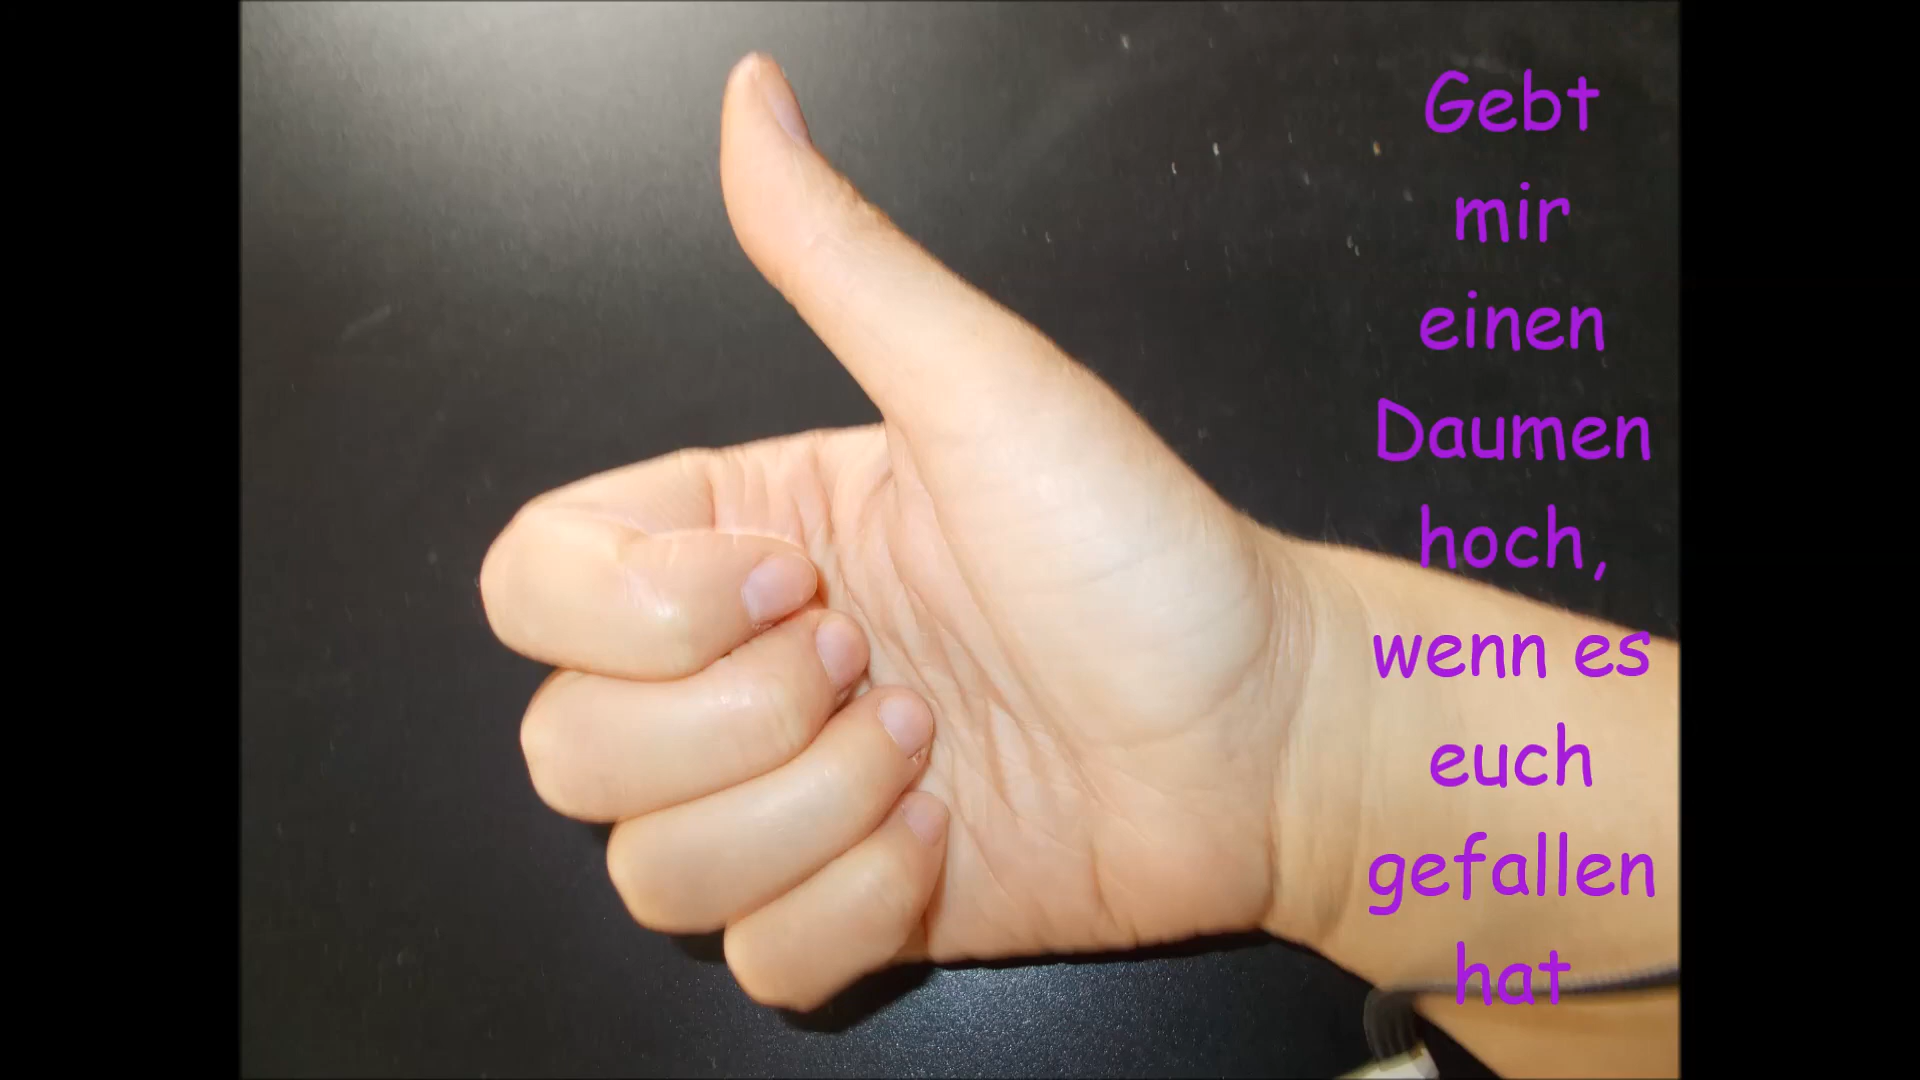 Gebt
mir
einen
Daumen
hoch,
wenn es
euch
gefallen
hat